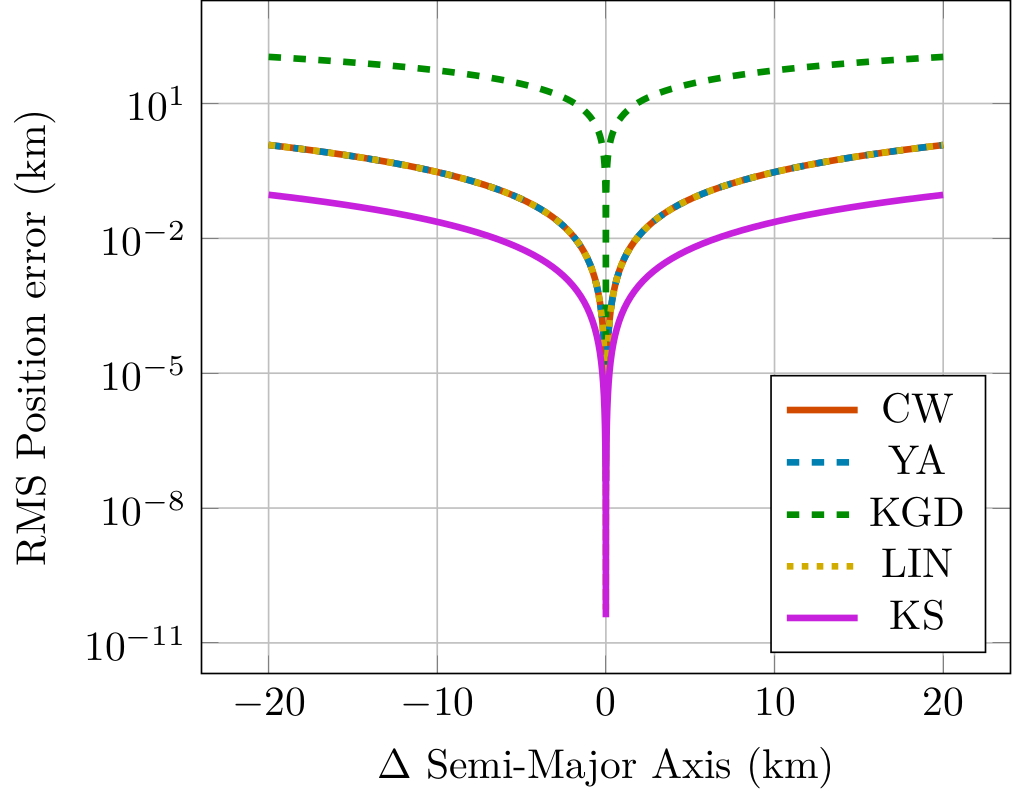 RMS Position error (km)
10^1
10^−2
10^−5
10^−8
10^−11
CW
YA
KGD
LIN
KS
−20 −10 0 10 20
Δ Semi-Major Axis (km)